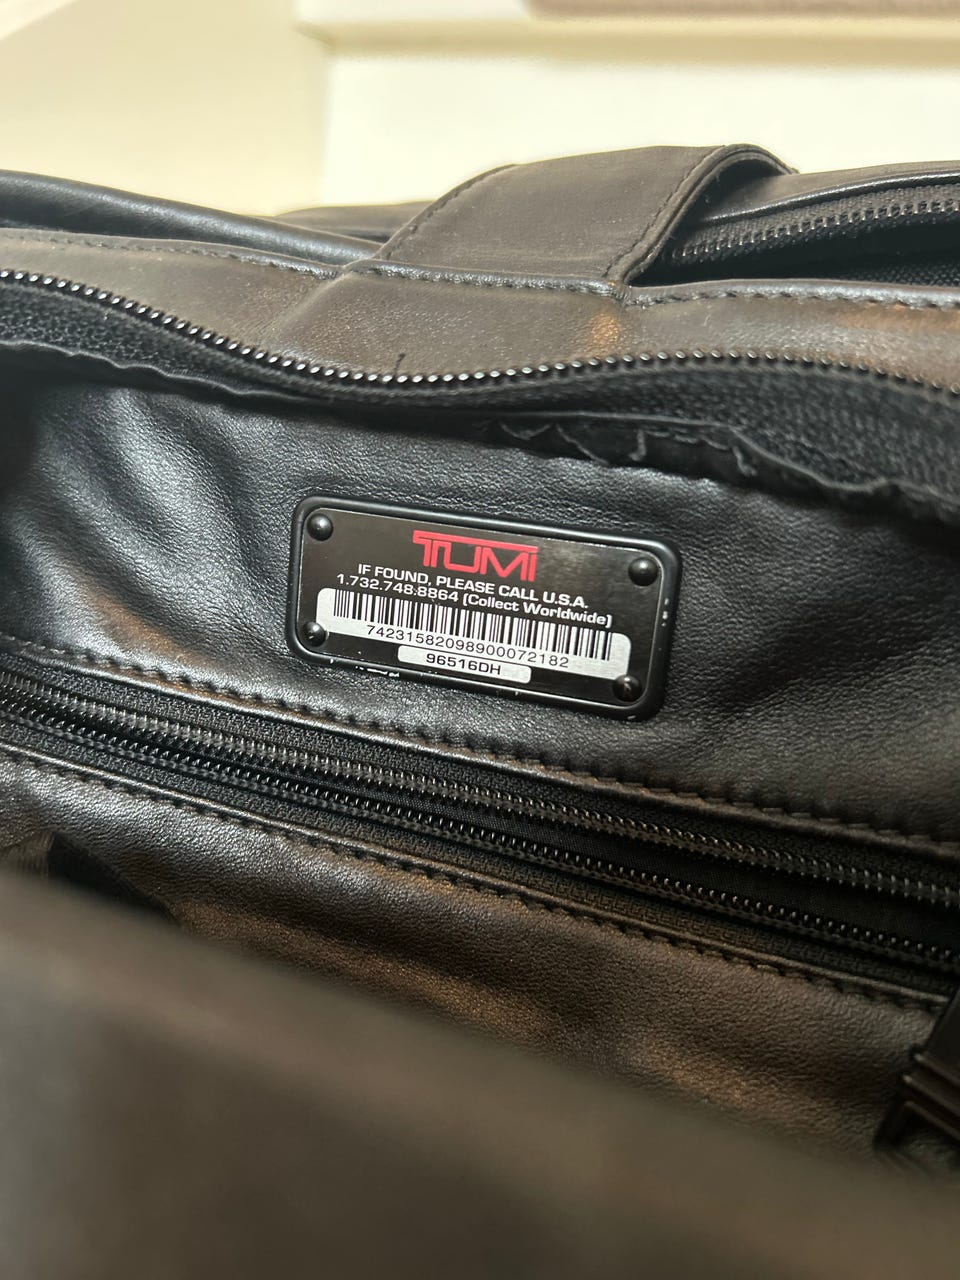 TUMI
IF FOUND, PLEASE CALL U.S.A.
1.732.748.8864 (Collect Worldwide)
74231582098900072182
96516DH